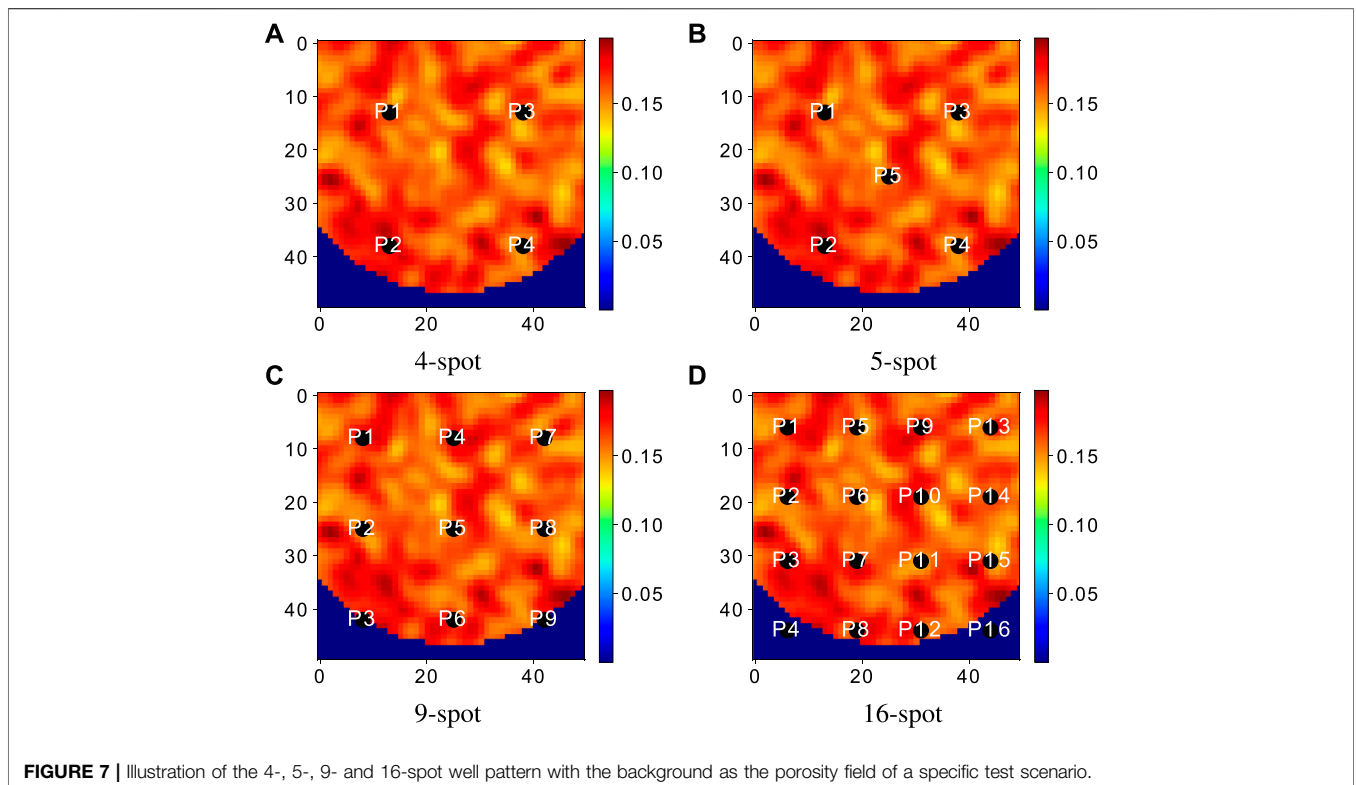 A
0
10
20
30
40
0
20
40
P1
P3
P2
P4
0.15
0.10
0.05
4-spot
B
0
10
20
30
40
0
20
40
P1
P3
P5
P2
P4
0.15
0.10
0.05
5-spot
C
0
10
20
30
40
0
20
40
P1
P4
P7
P2
P5
P8
P3
P6
P9
0.15
0.10
0.05
9-spot
D
0
10
20
30
40
0
20
40
P1
P5
P9
P13
P2
P6
P10
P14
P3
P7
P11
P15
P4
P8
P12
P16
0.15
0.10
0.05
16-spot
FIGURE 7 | Illustration of the 4-, 5-, 9- and 16-spot well pattern with the background as the porosity field of a specific test scenario.